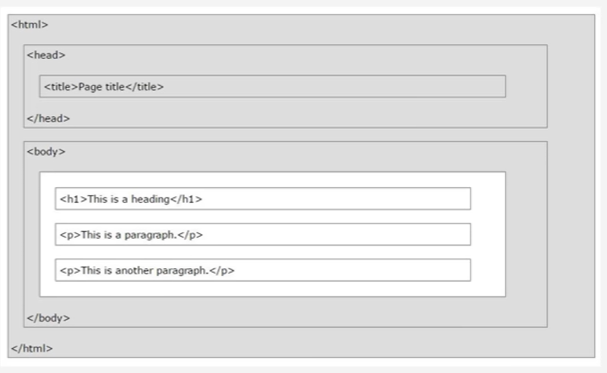 <html>
<head>
<title>Page title</title>
</head>
<body>
<h1>This is a heading</h1>
<p>This is a paragraph.</p>
<p>This is another paragraph.</p>
</body>
</html>